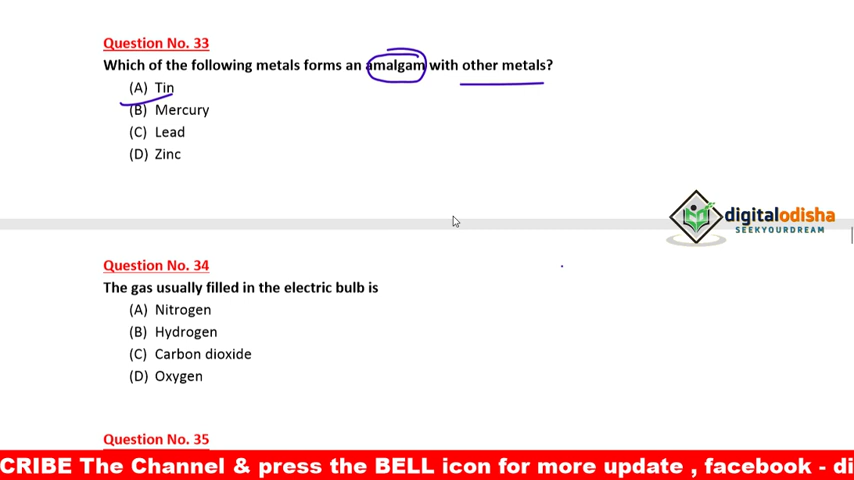 Question No. 33
Which of the following metals forms an amalgam with other metals?
(A) Tin
(B) Mercury
(C) Lead
(D) Zinc
digitalodisha
SEEKYOURDREAM
Question No. 34
The gas usually filled in the electric bulb is
(A) Nitrogen
(B) Hydrogen
(C) Carbon dioxide
(D) Oxygen
Question No. 35
CRIBE The Channel & press the BELL icon for more update , facebook - di